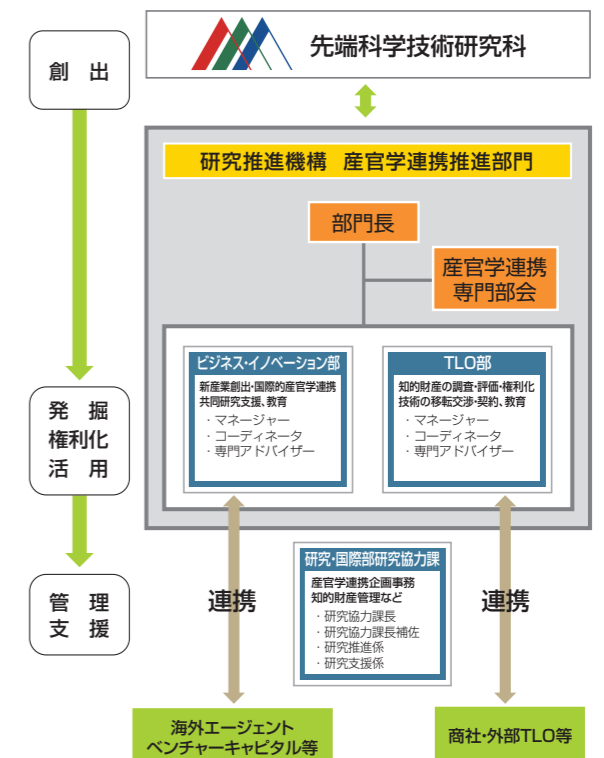 先端科学技術研究科
創 出
研究推進機構 産官学連携推進部門
部門長
産官学連携
専門部会
ビジネス・イノベーション部
新産業創出・国際的産官学連携
共同研究支援、教育
・マネージャー
・コーディネータ
・専門アドバイザー
TLO部
知的財産の調査・評価・権利化
技術の移転交渉・契約、教育
・マネージャー
・コーディネータ
・専門アドバイザー
発 掘
権利化
活 用
研究・国際部研究協力課
産官学連携企画事務
知的財産管理など
・研究協力課長
・研究協力課長補佐
・研究推進係
・研究支援係
連携
連携
管 理
支 援
海外エージェント
ベンチャーキャピタル等
商社・外部TLO等